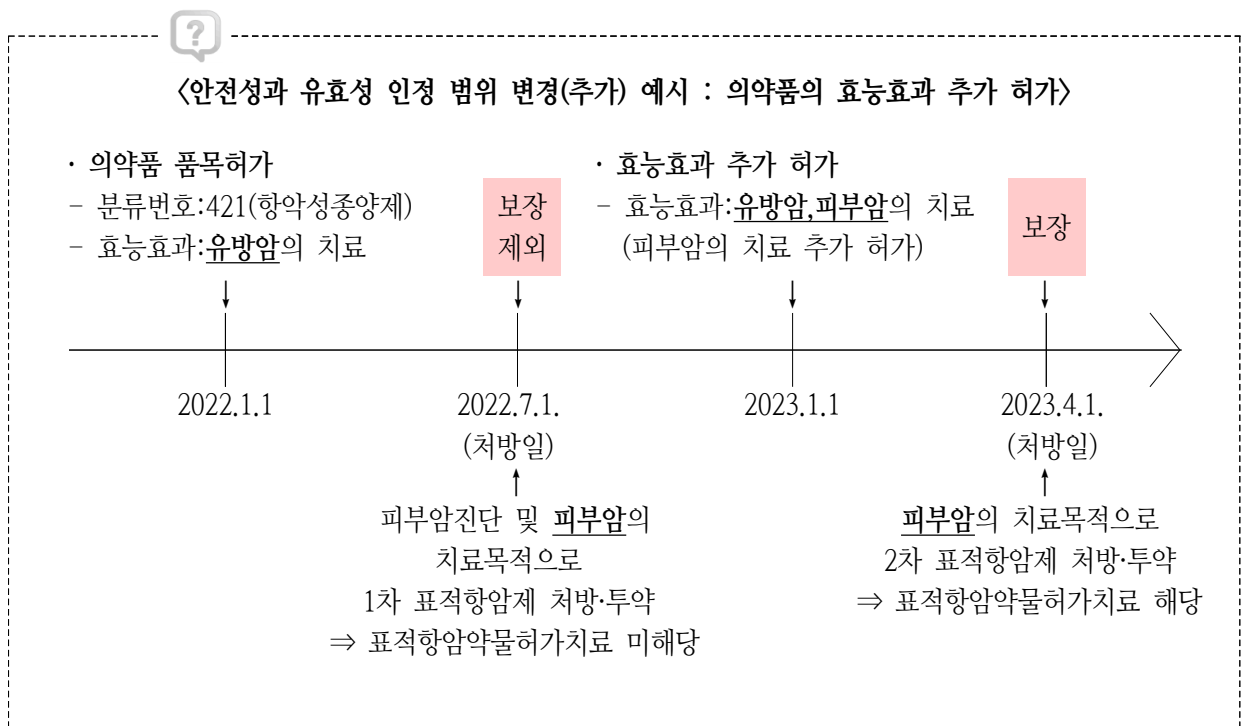 ?
〈안전성과 유효성 인정 범위 변경(추가) 예시 : 의약품의 효능효과 추가 허가〉
· 의약품 품목허가
- 분류번호:421(항악성종양제)
- 효능효과:유방암의 치료
보장
제외
· 효능효과 추가 허가
- 효능효과:유방암,피부암의 치료
(피부암의 치료 추가 허가)
보장
2022.1.1
2022.7.1.
(처방일)
2023.1.1
2023.4.1.
(처방일)
피부암진단 및 피부암의
치료목적으로
1차 표적항암제 처방·투약
⇒ 표적항암약물허가치료 미해당
피부암의 치료목적으로
2차 표적항암제 처방·투약
⇒ 표적항암약물허가치료 해당